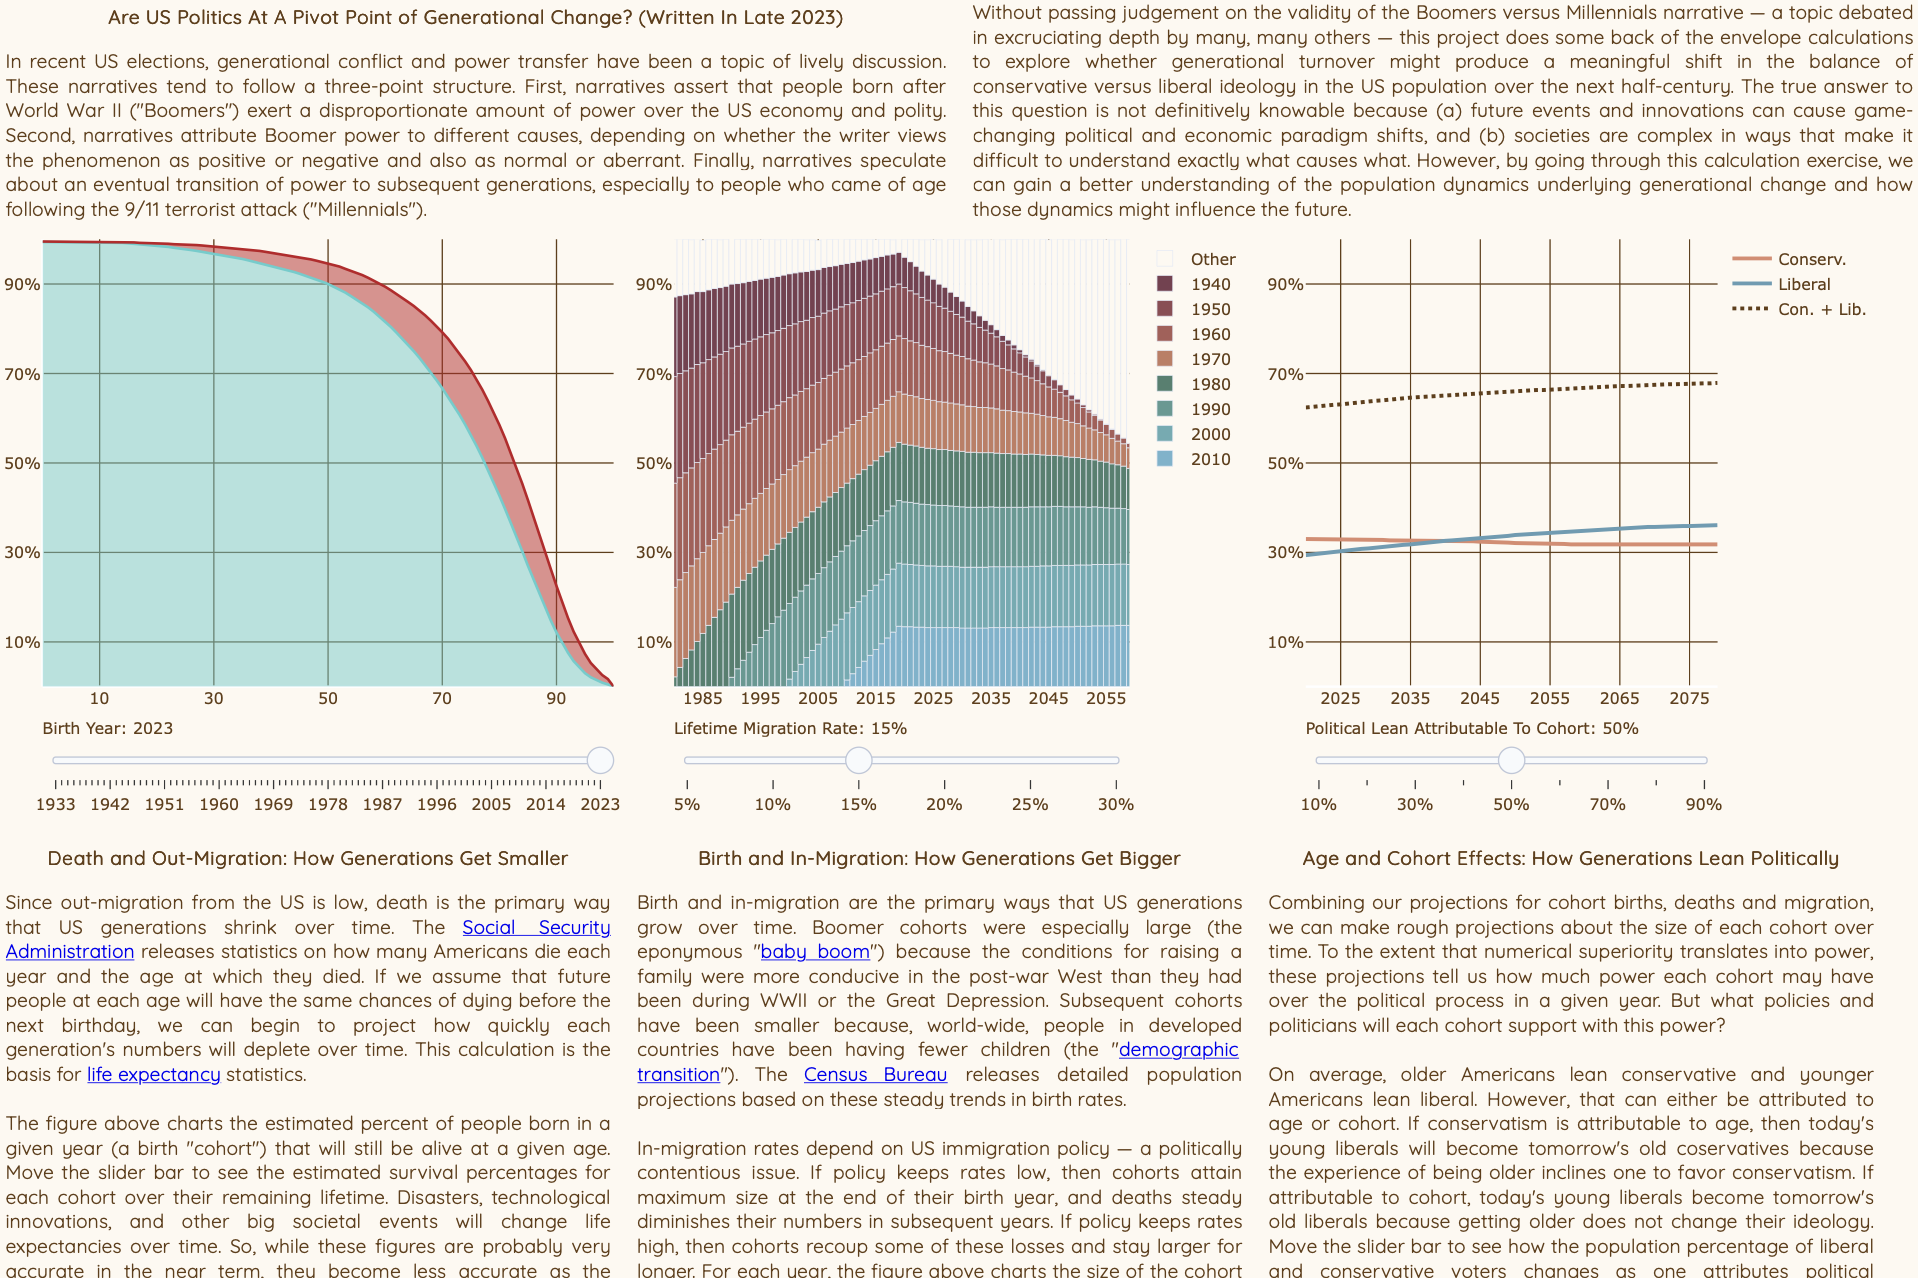 Are US Politics At A Pivot Point of Generational Change? (Written In Late 2023)
In recent US elections, generational conflict and power transfer have been a topic of lively discussion.
These narratives tend to follow a three-point structure. First, narratives assert that people born after
World War II ("Boomers") exert a disproportionate amount of power over the US economy and polity.
Second, narratives attribute Boomer power to different causes, depending on whether the writer views
the phenomenon as positive or negative and also as normal or aberrant. Finally, narratives speculate
about an eventual transition of power to subsequent generations, especially to people who came of age
following the 9/11 terrorist attack ("Millennials").
Without passing judgement on the validity of the Boomers versus Millennials narrative — a topic debated
in excruciating depth by many, many others — this project does some back of the envelope calculations
to explore whether generational turnover might produce a meaningful shift in the balance of
conservative versus liberal ideology in the US population over the next half-century. The true answer to
this question is not definitively knowable because (a) future events and innovations can cause game-
changing political and economic paradigm shifts, and (b) societies are complex in ways that make it
difficult to understand exactly what causes what. However, by going through this calculation exercise, we
can gain a better understanding of the population dynamics underlying generational change and how
those dynamics might influence the future.
90%
70%
50%
30%
10%
10 30 50 70 90
Birth Year: 2023
1933 1942 1951 1960 1969 1978 1987 1996 2005 2014 2023
90%
70%
50%
30%
10%
1985 1995 2005 2015 2025 2035 2045 2055
Other
1940
1950
1960
1970
1980
1990
2000
2010
Lifetime Migration Rate: 15%
5% 10% 15% 20% 25% 30%
90%
70%
50%
30%
10%
2025 2035 2045 2055 2065 2075
Conserv.
Liberal
Con. + Lib.
Political Lean Attributable To Cohort: 50%
10% 30% 50% 70% 90%
Death and Out-Migration: How Generations Get Smaller
Since out-migration from the US is low, death is the primary way
that US generations shrink over time. The Social Security
Administration releases statistics on how many Americans die each
year and the age at which they died. If we assume that future
people at each age will have the same chances of dying before the
next birthday, we can begin to project how quickly each
generation's numbers will deplete over time. This calculation is the
basis for life expectancy statistics.
The figure above charts the estimated percent of people born in a
given year (a birth "cohort") that will still be alive at a given age.
Move the slider bar to see the estimated survival percentages for
each cohort over their remaining lifetime. Disasters, technological
innovations, and other big societal events will change life
expectancies over time. So, while these figures are probably very
accurate in the near term, they become less accurate as the
Birth and In-Migration: How Generations Get Bigger
Birth and in-migration are the primary ways that US generations
grow over time. Boomer cohorts were especially large (the
eponymous "baby boom") because the conditions for raising a
family were more conducive in the post-war West than they had
been during WWII or the Great Depression. Subsequent cohorts
have been smaller because, world-wide, people in developed
countries have been having fewer children (the "demographic
transition"). The Census Bureau releases detailed population
projections based on these steady trends in birth rates.
In-migration rates depend on US immigration policy — a politically
contentious issue. If policy keeps rates low, then cohorts attain
maximum size at the end of their birth year, and deaths steady
diminishes their numbers in subsequent years. If policy keeps rates
high, then cohorts recoup some of these losses and stay larger for
longer. For each year, the figure above charts the size of the cohort
Age and Cohort Effects: How Generations Lean Politically
Combining our projections for cohort births, deaths and migration,
we can make rough projections about the size of each cohort over
time. To the extent that numerical superiority translates into power,
these projections tell us how much power each cohort may have
over the political process in a given year. But what policies and
politicians will each cohort support with this power?
On average, older Americans lean conservative and younger
Americans lean liberal. However, that can either be attributed to
age or cohort. If conservatism is attributable to age, then today's
young liberals will become tomorrow's old coservatives because
the experience of being older inclines one to favor conservatism. If
attributable to cohort, today's young liberals become tomorrow's
old liberals because getting older does not change their ideology.
Move the slider bar to see how the population percentage of liberal
and conservative voters changes as one attributes political